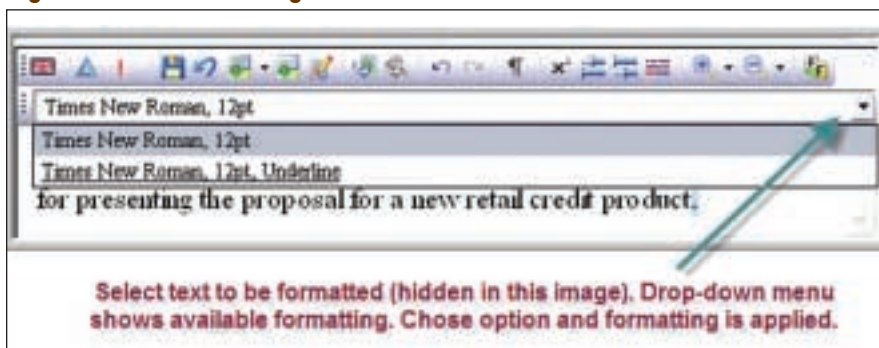 Times New Roman, 12pt
Times New Roman, 12pt
Times New Roman, 12pt, Underline
for presenting the proposal for a new retail credit product.
Select text to be formatted (hidden in this image). Drop-down menu
shows available formatting. Chose option and formatting is applied.